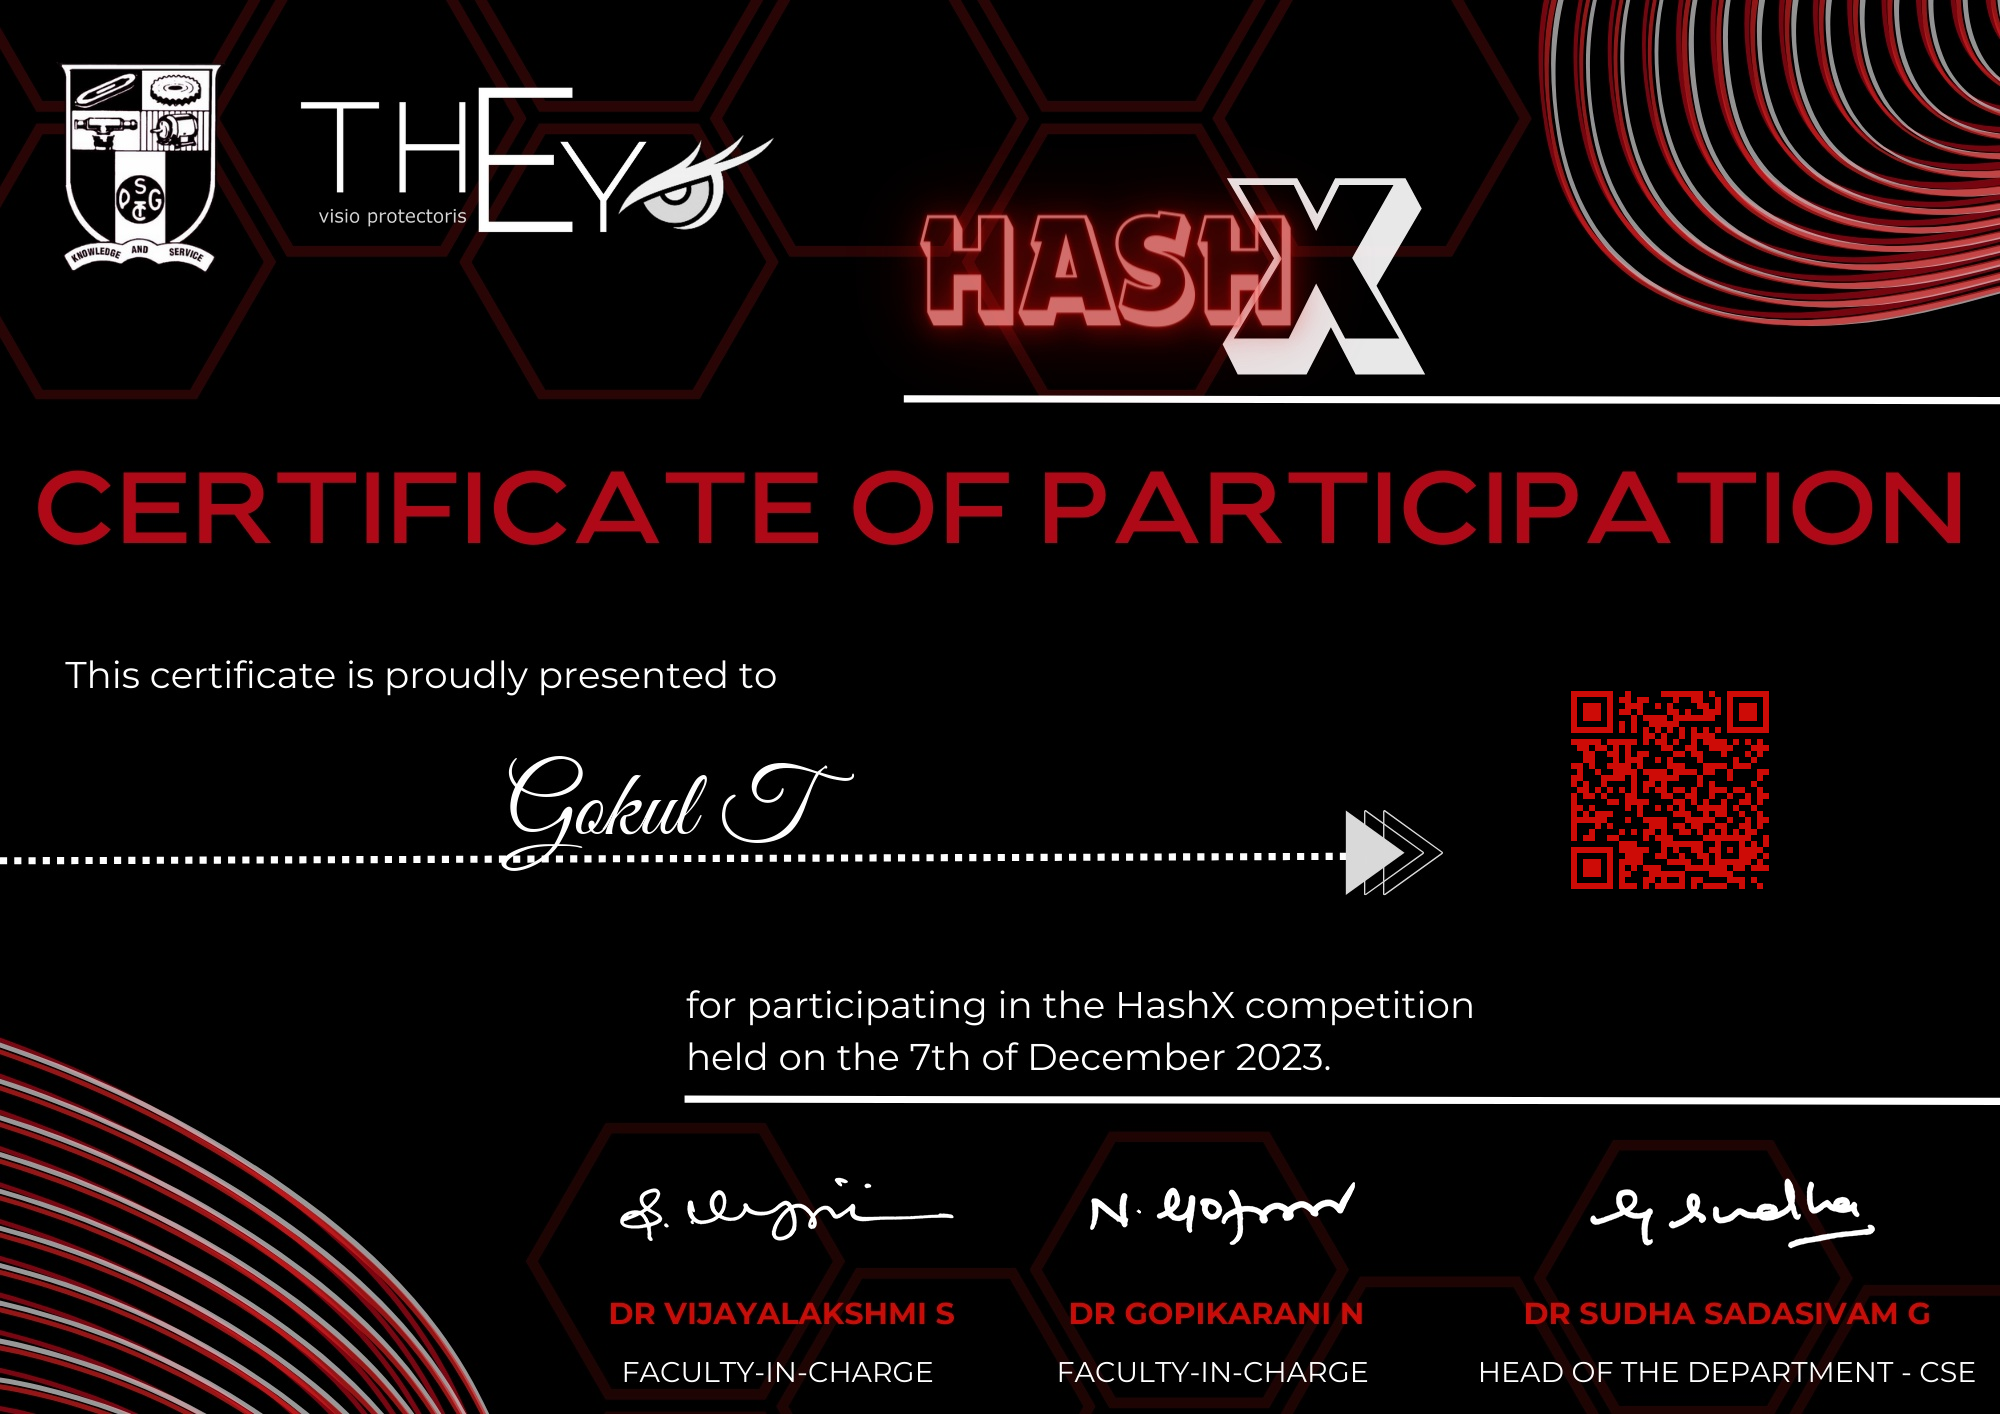 THEY
visio protectoris
PSG
CT
KNOWLEDGE AND SERVICE
HASHX
CERTIFICATE OF PARTICIPATION
This certificate is proudly presented to
Gokul T
for participating in the HashX competition
held on the 7th of December 2023.
S. Vijayalakshmi
N. Gopi
G Sudha
DR VIJAYALAKSHMI S
DR GOPIKARANI N
DR SUDHA SADASIVAM G
FACULTY-IN-CHARGE
FACULTY-IN-CHARGE
HEAD OF THE DEPARTMENT - CSE